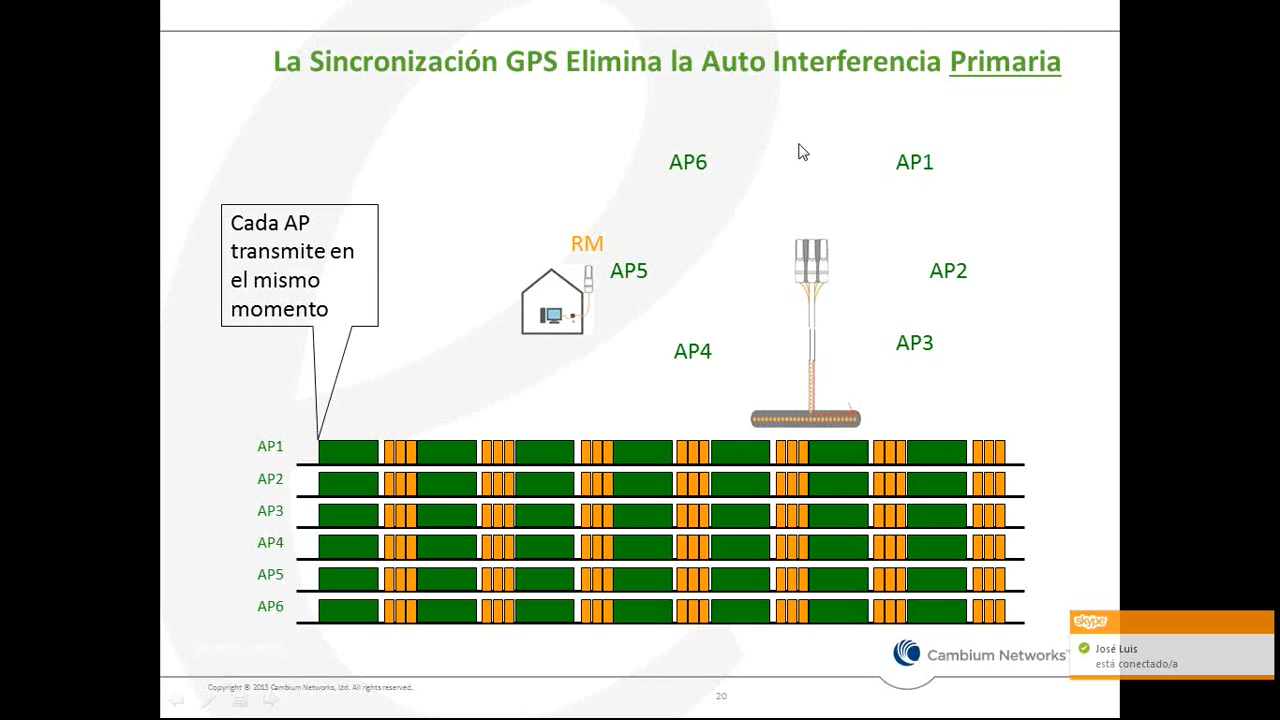 La Sincronización GPS Elimina la Auto Interferencia Primaria
AP6
AP1
Cada AP
transmite en
el mismo
momento
RM
AP5
AP2
AP4
AP3
AP1
AP2
AP3
AP4
AP5
AP6
Cambium Networks
skype
José Luis
está conectado/a
Copyright © 2013 Cambium Networks, Ltd. All rights reserved.
20